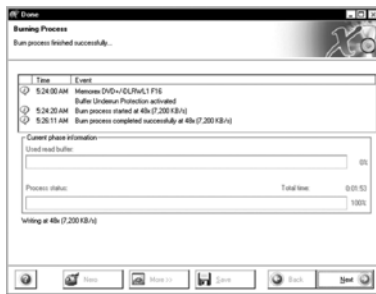 Done
Burning Process
Burn process finished successfully...
Time Event
5:24:00 AM Memorex DVD+/-DLRWL1 F16
Buffer Underrun Protection activated
5:24:20 AM Burn process started at 48x (7,200 KB/s)
5:26:11 AM Burn process completed successfully at 48x (7,200 KB/s)
Current phase information
Used read buffer:
0%
Process status: Total time: 0:01:53
100%
Writing at 48x (7,200 KB/s)
New More >> Save Back Next